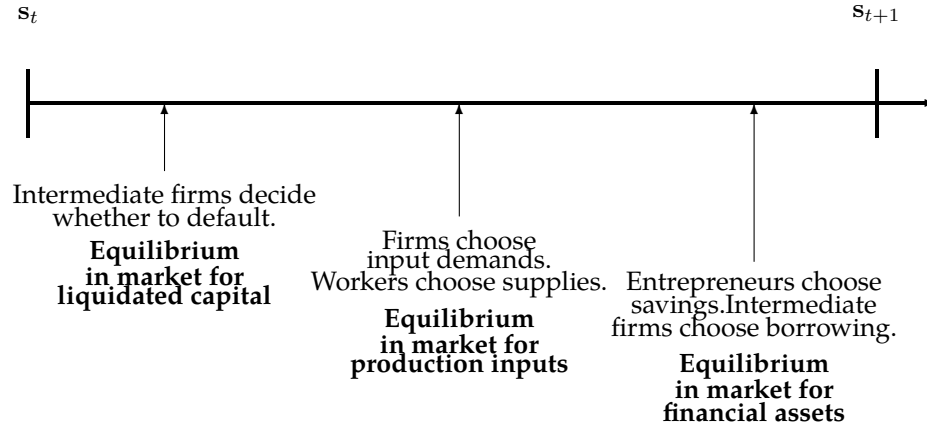 s_t
s_{t+1}
Intermediate firms decide
whether to default.
Equilibrium
in market for
liquidated capital
Firms choose
input demands.
Workers choose supplies.
Equilibrium
in market for
production inputs
Entrepreneurs choose
savings.Intermediate
firms choose borrowing.
Equilibrium
in market for
financial assets